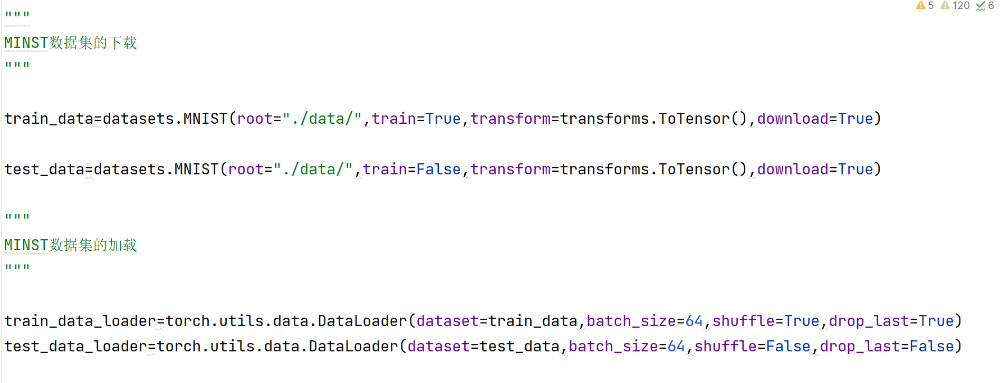 5 120 6
"""
MINST数据集的下载
"""
train_data=datasets.MNIST(root="./data/",train=True,transform=transforms.ToTensor(),download=True)
test_data=datasets.MNIST(root="./data/",train=False,transform=transforms.ToTensor(),download=True)
"""
MINST数据集的加载
"""
train_data_loader=torch.utils.data.DataLoader(dataset=train_data,batch_size=64,shuffle=True,drop_last=True)
test_data_loader=torch.utils.data.DataLoader(dataset=test_data,batch_size=64,shuffle=False,drop_last=False)